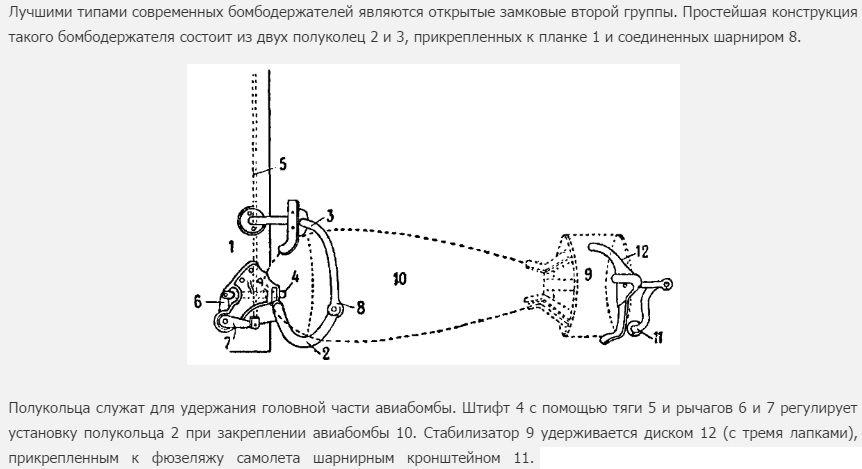 Лучшими типами современных бомбодержателей являются открытые замковые второй группы. Простейшая конструкция
такого бомбодержателя состоит из двух полуколец 2 и 3, прикрепленных к планке 1 и соединенных шарниром 8.
5
3
1
12
10
9
4
6
8
11
7
2
Полукольца служат для удержания головной части авиабомбы. Штифт 4 с помощью тяги 5 и рычагов 6 и 7 регулирует
установку полукольца 2 при закреплении авиабомбы 10. Стабилизатор 9 удерживается диском 12 (с тремя лапками),
прикрепленным к фюзеляжу самолета шарнирным кронштейном 11.